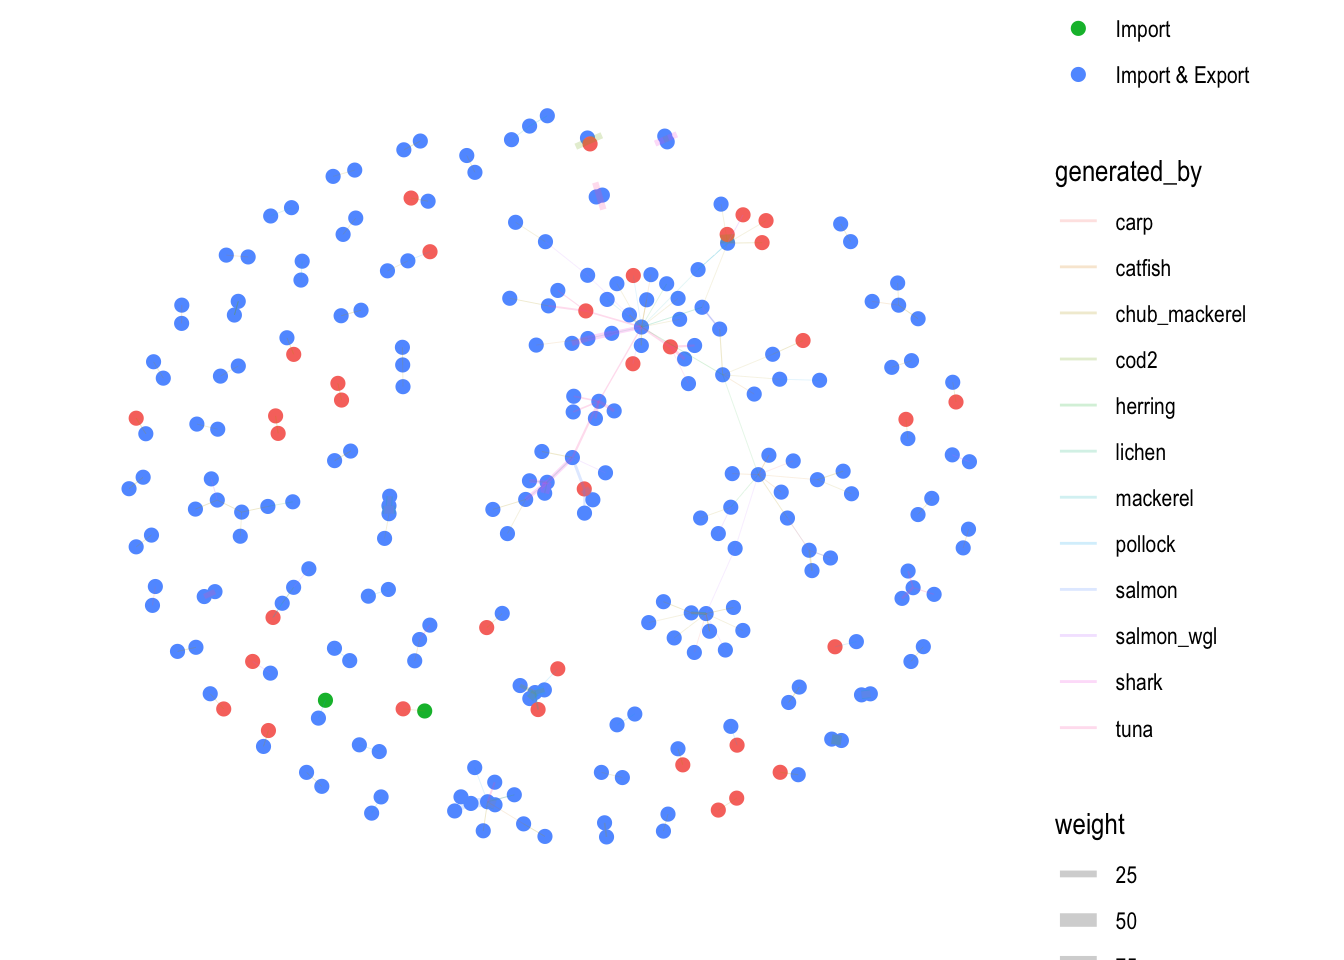 Import
Import & Export
generated_by
carp
catfish
chub_mackerel
cod2
herring
lichen
mackerel
pollock
salmon
salmon_wgl
shark
tuna
weight
25
50